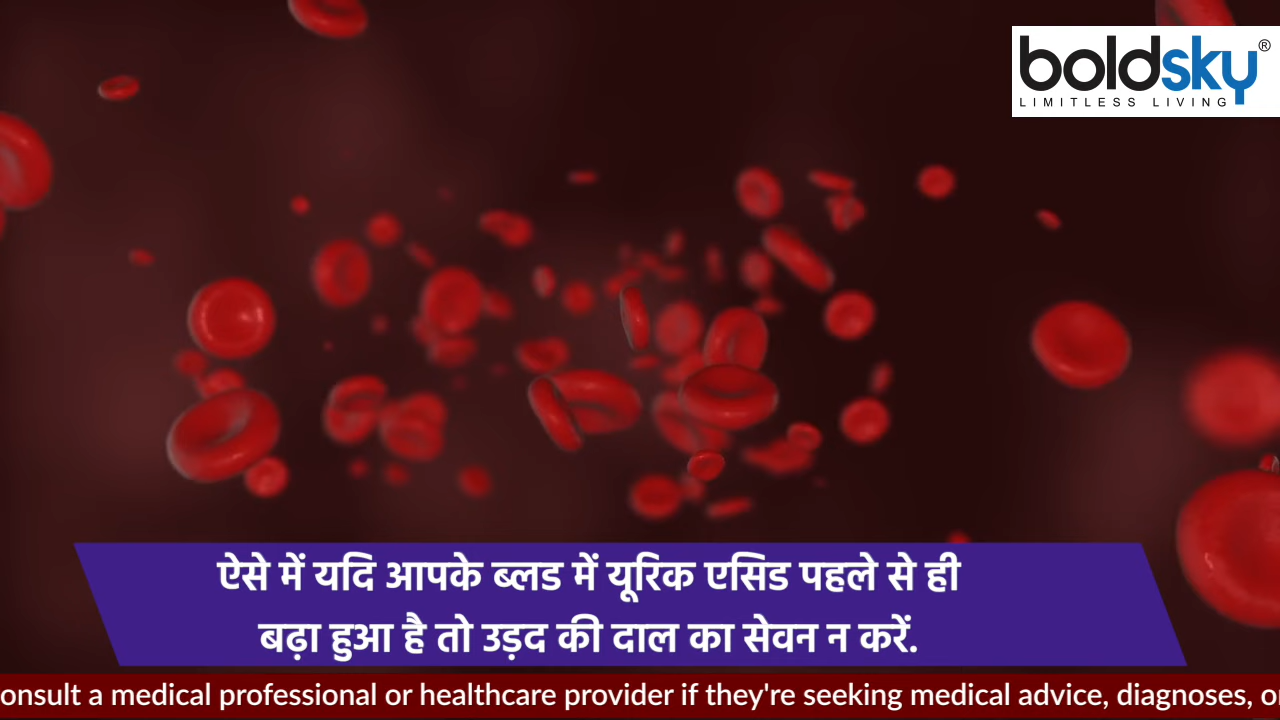 boldsky®
LIMITLESS LIVING
ऐसे में यदि आपके ब्लड में यूरिक एसिड पहले से ही
बढ़ा हुआ है तो उड़द की दाल का सेवन न करें.
onsult a medical professional or healthcare provider if they're seeking medical advice, diagnoses, o